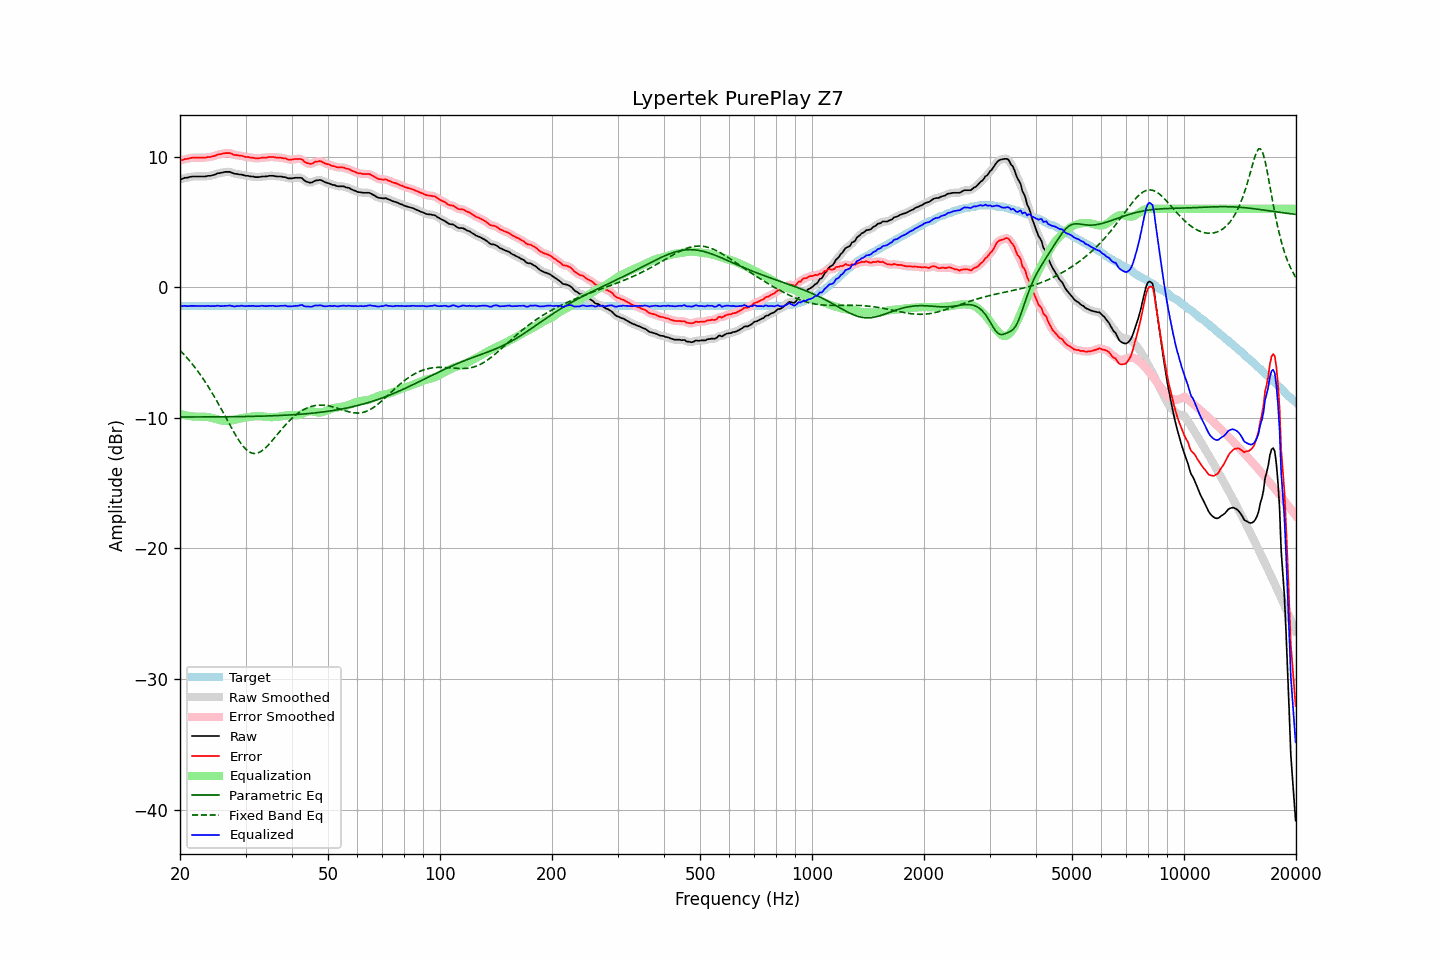 Lypertek PurePlay Z7
Amplitude (dBr)
10
0
−10
−20
−30
−40
Target
Raw Smoothed
Error Smoothed
Raw
Error
Equalization
Parametric Eq
Fixed Band Eq
Equalized
20
50
100
200
500
1000
2000
5000
10000
20000
Frequency (Hz)